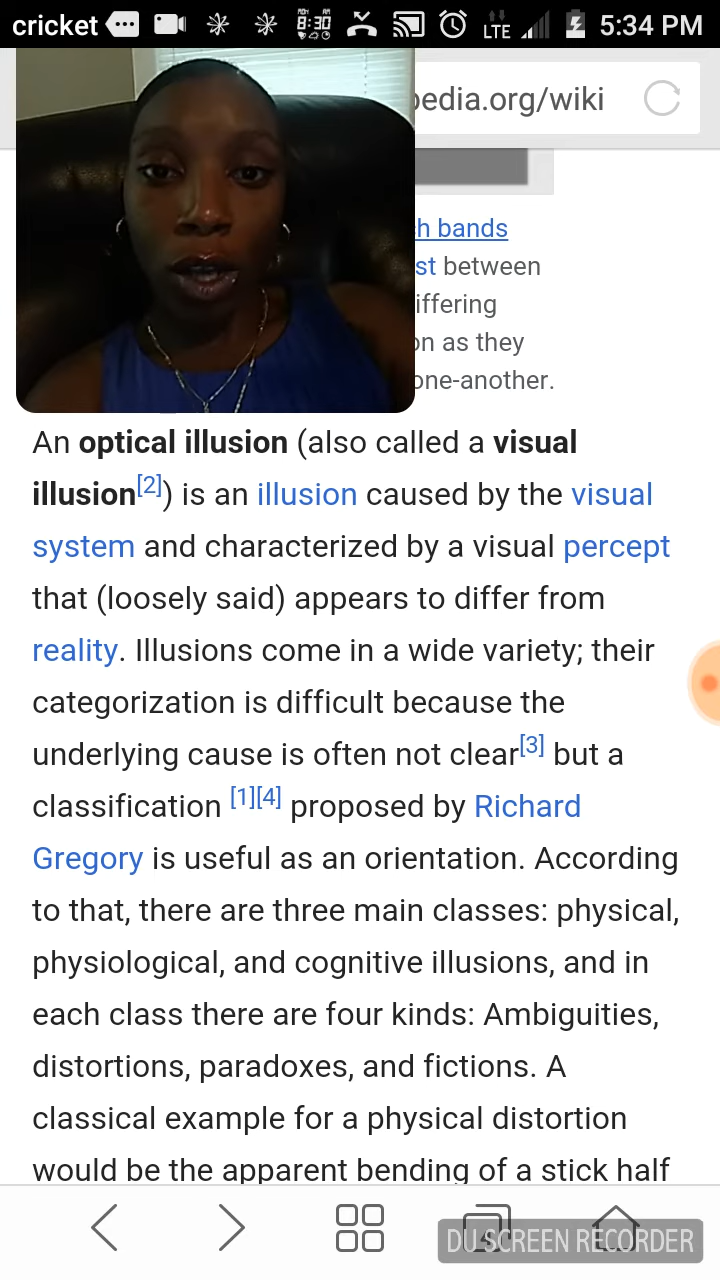 cricket 8:30 LTE 5:34 PM
pedia.org/wiki
h bands
st between
iffering
on as they
one-another.
An optical illusion (also called a visual
illusion[2]) is an illusion caused by the visual
system and characterized by a visual percept
that (loosely said) appears to differ from
reality. Illusions come in a wide variety; their
categorization is difficult because the
underlying cause is often not clear[3] but a
classification [1][4] proposed by Richard
Gregory is useful as an orientation. According
to that, there are three main classes: physical,
physiological, and cognitive illusions, and in
each class there are four kinds: Ambiguities,
distortions, paradoxes, and fictions. A
classical example for a physical distortion
would be the apparent bending of a stick half
DU SCREEN RECORDER